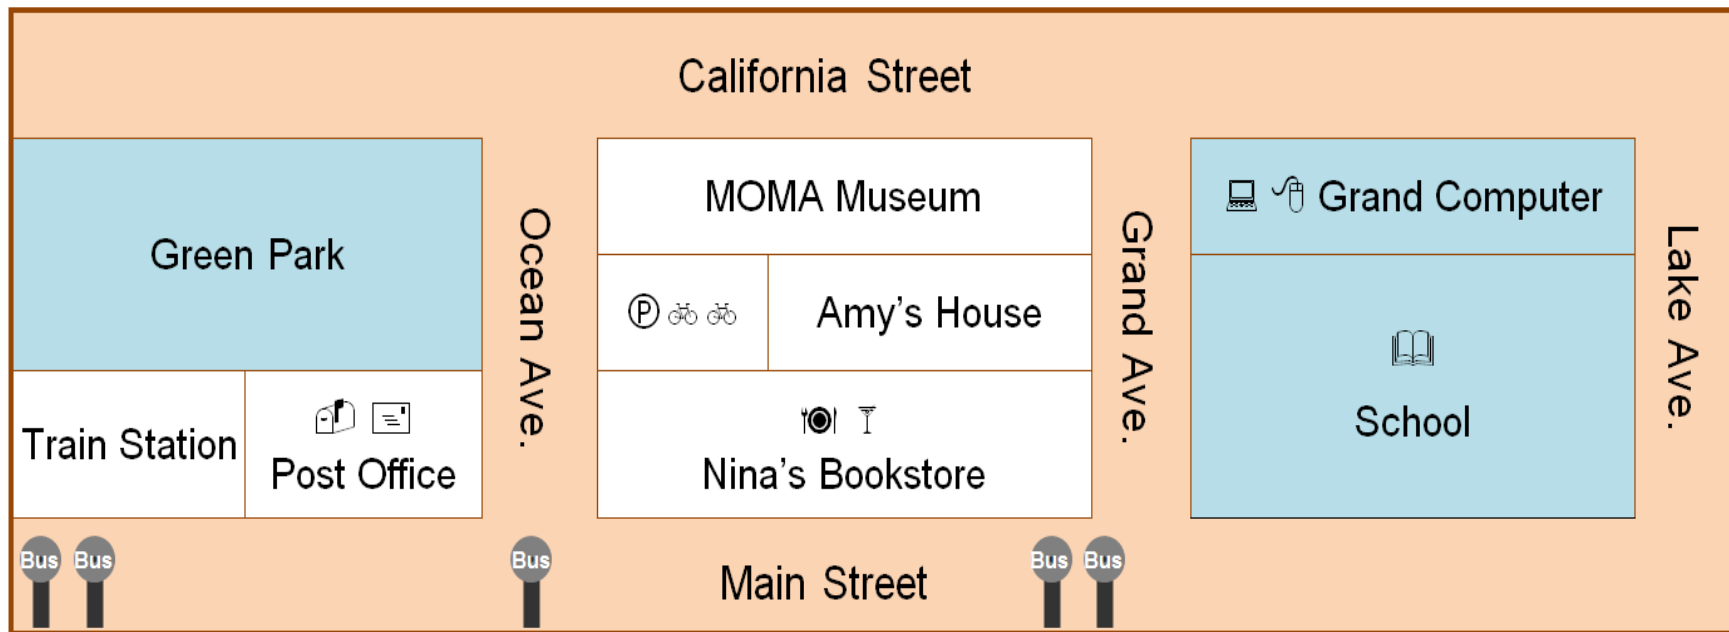 California Street
Green Park
Ocean Ave.
MOMA Museum
P
Amy's House
Grand Ave.
Grand Computer
School
Lake Ave.
Train Station
Post Office
Nina's Bookstore
Bus Bus
Bus
Main Street
Bus Bus